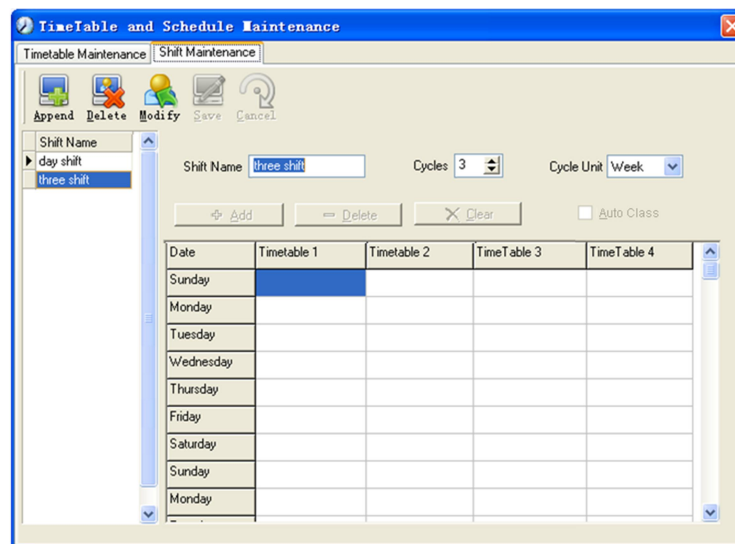 TimeTable and Schedule Maintenance
Timetable Maintenance Shift Maintenance
Append Delete Modify Save Cancel
Shift Name
day shift
three shift
Shift Name three shift Cycles 3 Cycle Unit Week
Add Delete Clear Auto Class
Date Timetable 1 Timetable 2 TimeTable 3 TimeTable 4
Sunday
Monday
Tuesday
Wednesday
Thursday
Friday
Saturday
Sunday
Monday